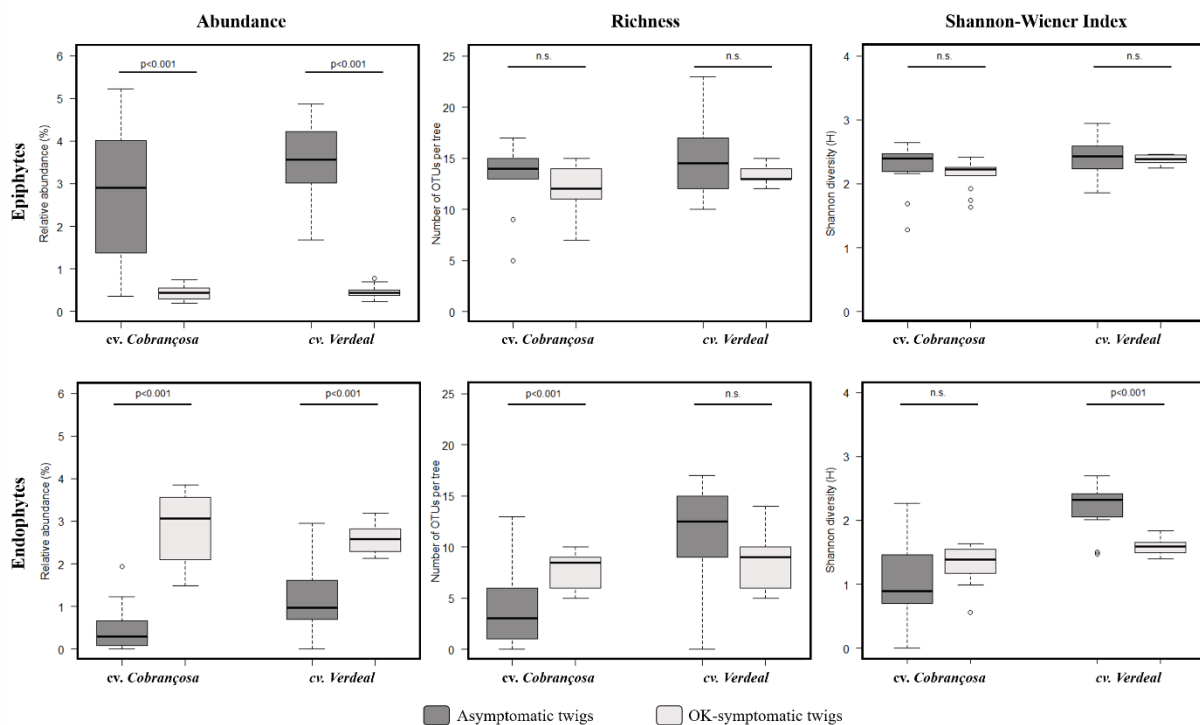 Abundance
Richness
Shannon-Wiener Index
Epiphytes
Relative abundance (%)
6
5
4
3
2
1
0
p<0.001
p<0.001
cv. Cobrançosa
cv. Verdeal
Number of OTUs per tree
25
20
15
10
5
0
n.s.
n.s.
cv. Cobrançosa
cv. Verdeal
Shannon diversity (H)
4
3
2
1
0
n.s.
n.s.
cv. Cobrançosa
cv. Verdeal
Endophytes
Relative abundance (%)
6
5
4
3
2
1
0
p<0.001
p<0.001
cv. Cobrançosa
cv. Verdeal
Number of OTUs per tree
25
20
15
10
5
0
p<0.001
n.s.
cv. Cobrançosa
cv. Verdeal
Shannon diversity (H)
4
3
2
1
0
n.s.
p<0.001
cv. Cobrançosa
cv. Verdeal
Asymptomatic twigs
OK-symptomatic twigs